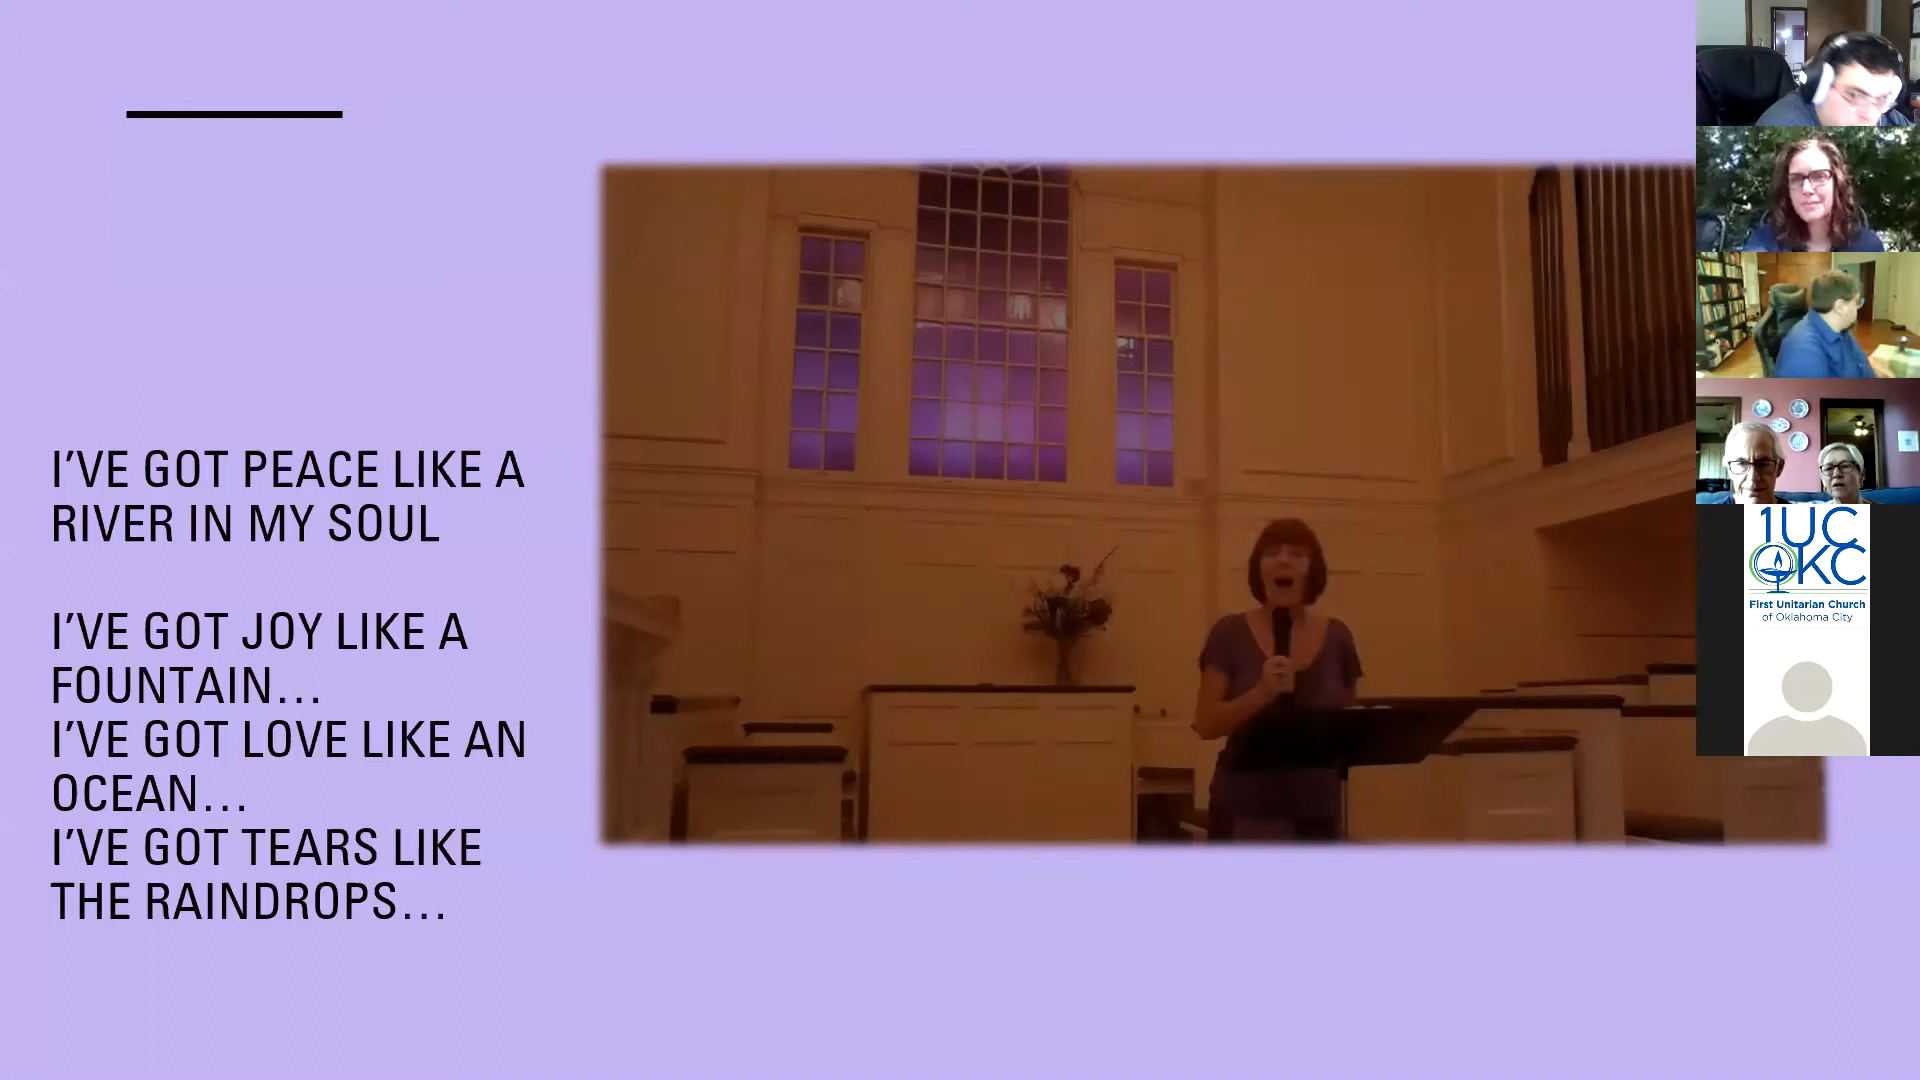 I’VE GOT PEACE LIKE A
RIVER IN MY SOUL
I’VE GOT JOY LIKE A
FOUNTAIN…
I’VE GOT LOVE LIKE AN
OCEAN…
I’VE GOT TEARS LIKE
THE RAINDROPS…
1UC
OKC
First Unitarian Church
of Oklahoma City